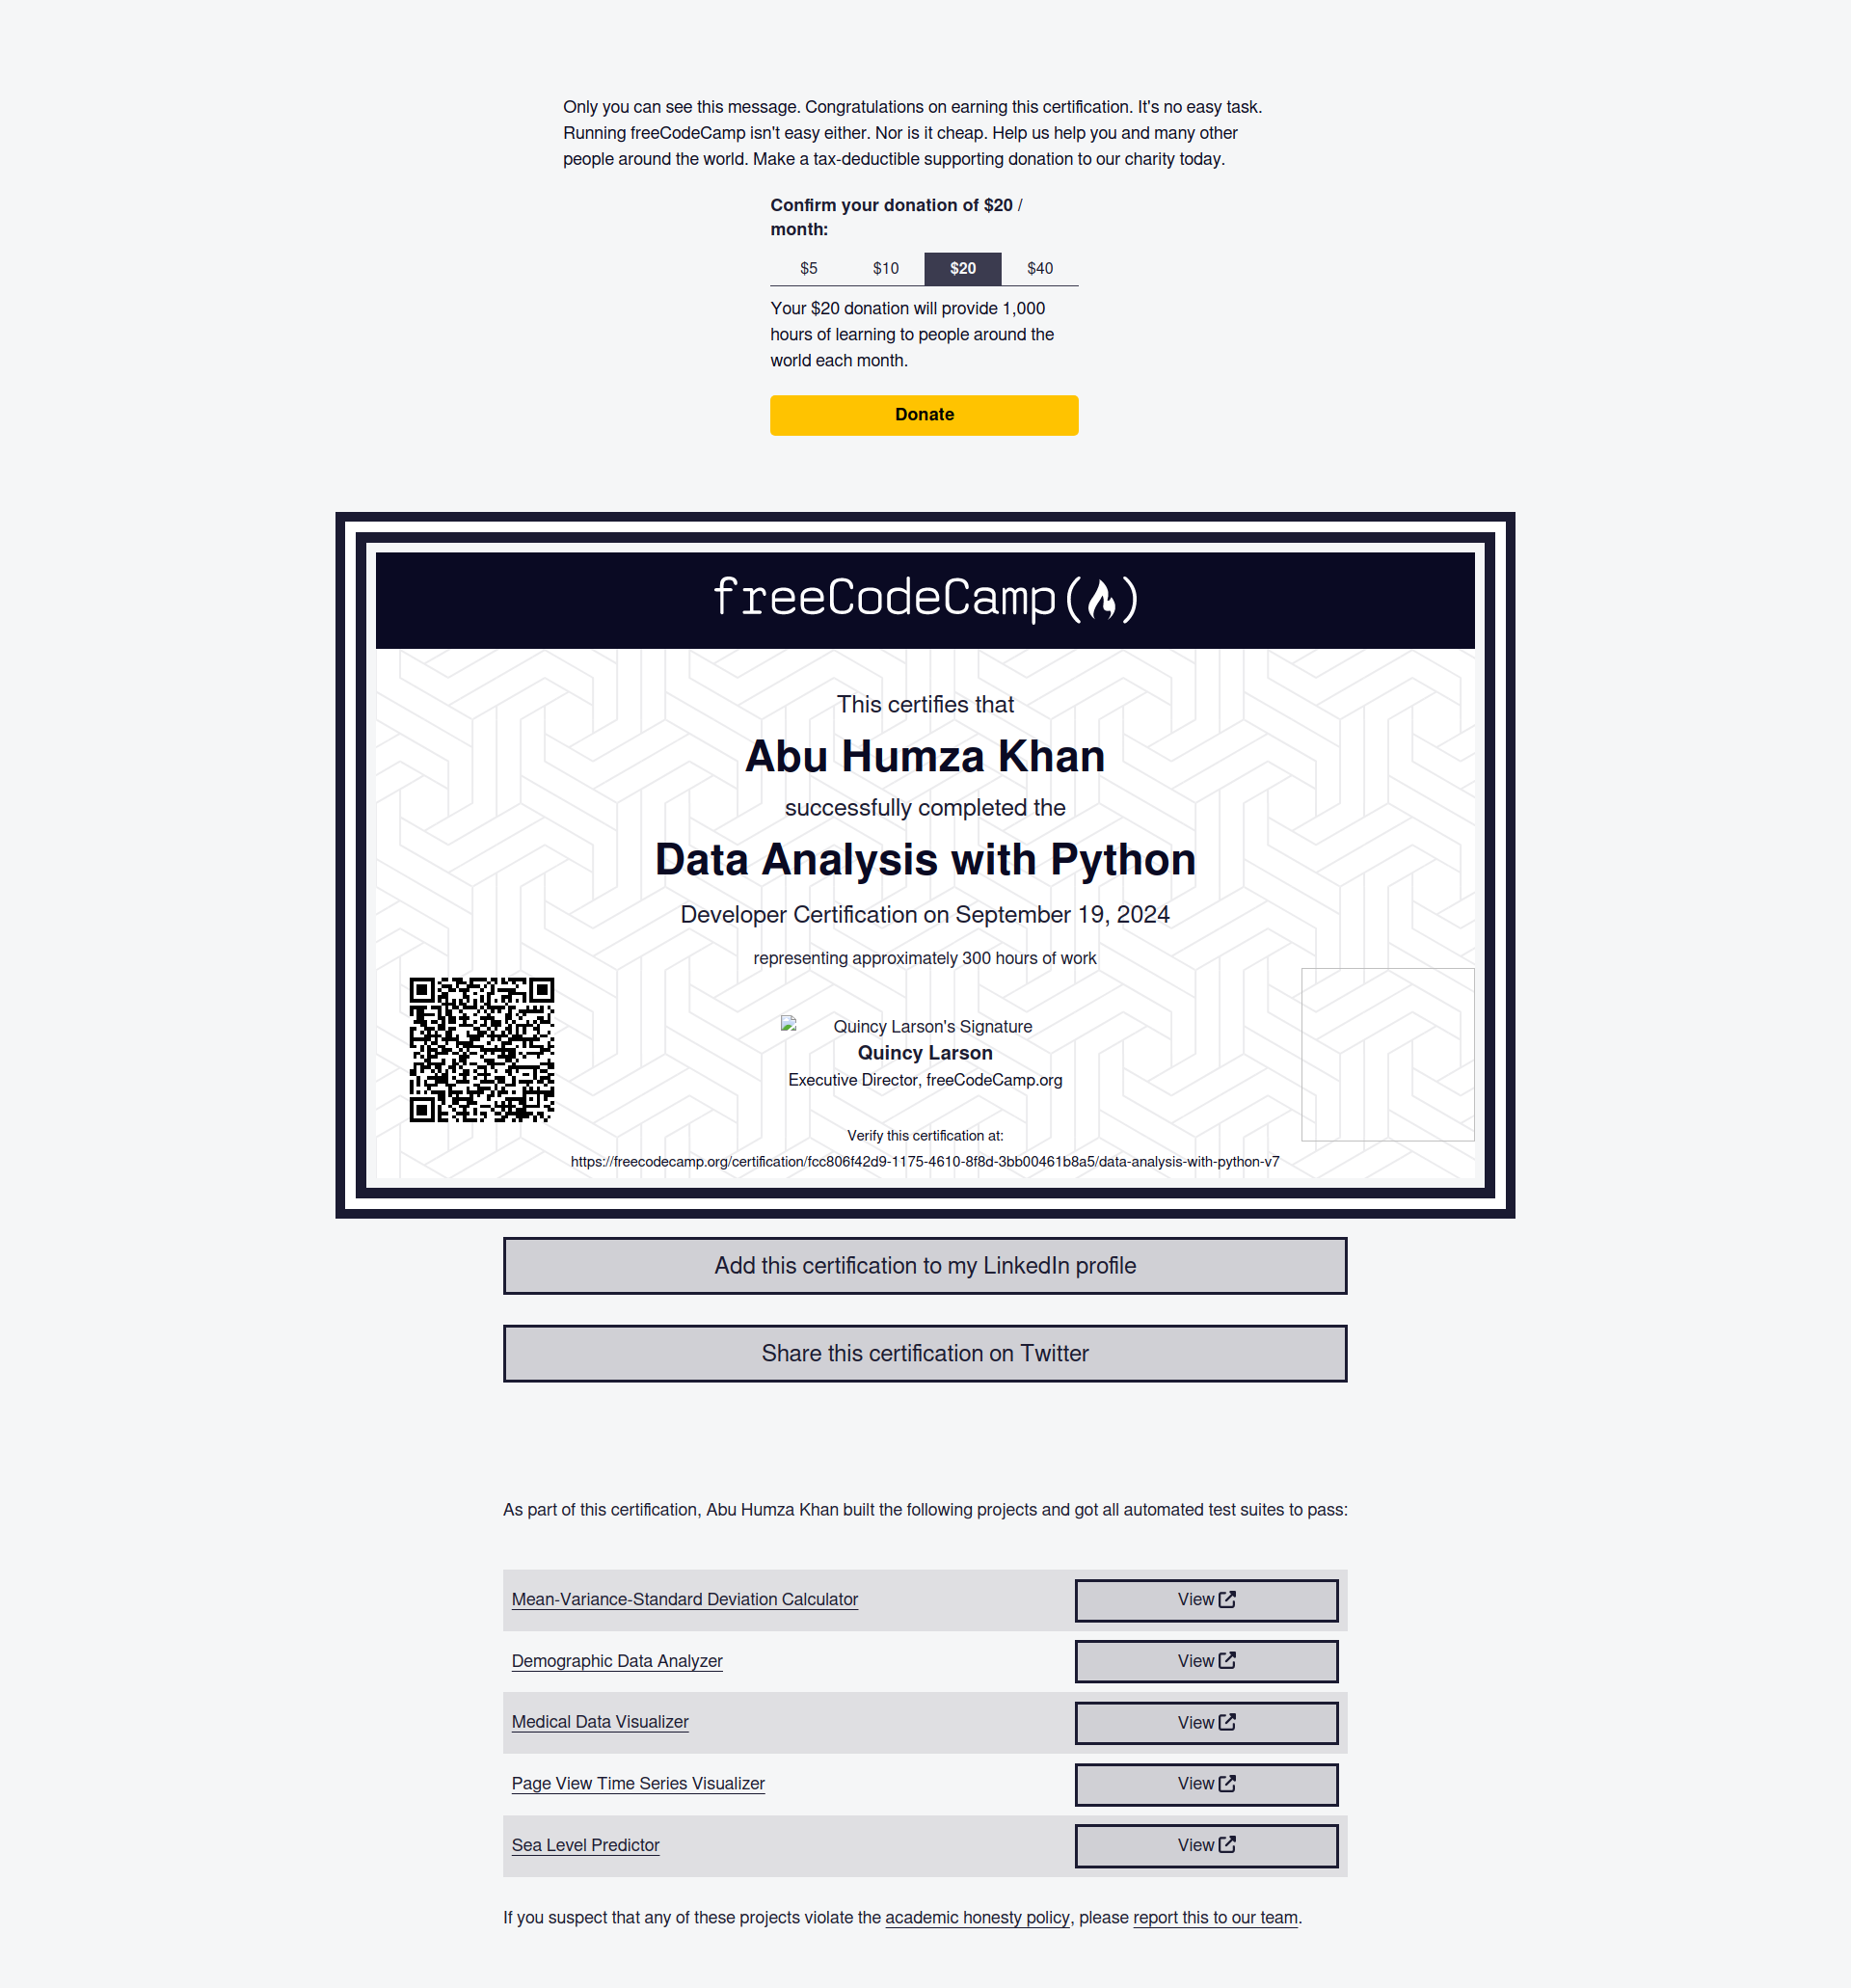 Only you can see this message. Congratulations on earning this certification. It's no easy task.
Running freeCodeCamp isn't easy either. Nor is it cheap. Help us help you and many other
people around the world. Make a tax-deductible supporting donation to our charity today.
Confirm your donation of $20 /
month:
$5 $10 $20 $40
Your $20 donation will provide 1,000
hours of learning to people around the
world each month.
Donate
freeCodeCamp
This certifies that
Abu Humza Khan
successfully completed the
Data Analysis with Python
Developer Certification on September 19, 2024
representing approximately 300 hours of work
Quincy Larson's Signature
Quincy Larson
Executive Director, freeCodeCamp.org
Verify this certification at:
https://freecodecamp.org/certification/fcc806f42d9-1175-4610-8f8d-3bb00461b8a5/data-analysis-with-python-v7
Add this certification to my LinkedIn profile
Share this certification on Twitter
As part of this certification, Abu Humza Khan built the following projects and got all automated test suites to pass:
Mean-Variance-Standard Deviation Calculator View
Demographic Data Analyzer View
Medical Data Visualizer View
Page View Time Series Visualizer View
Sea Level Predictor View
If you suspect that any of these projects violate the academic honesty policy, please report this to our team.